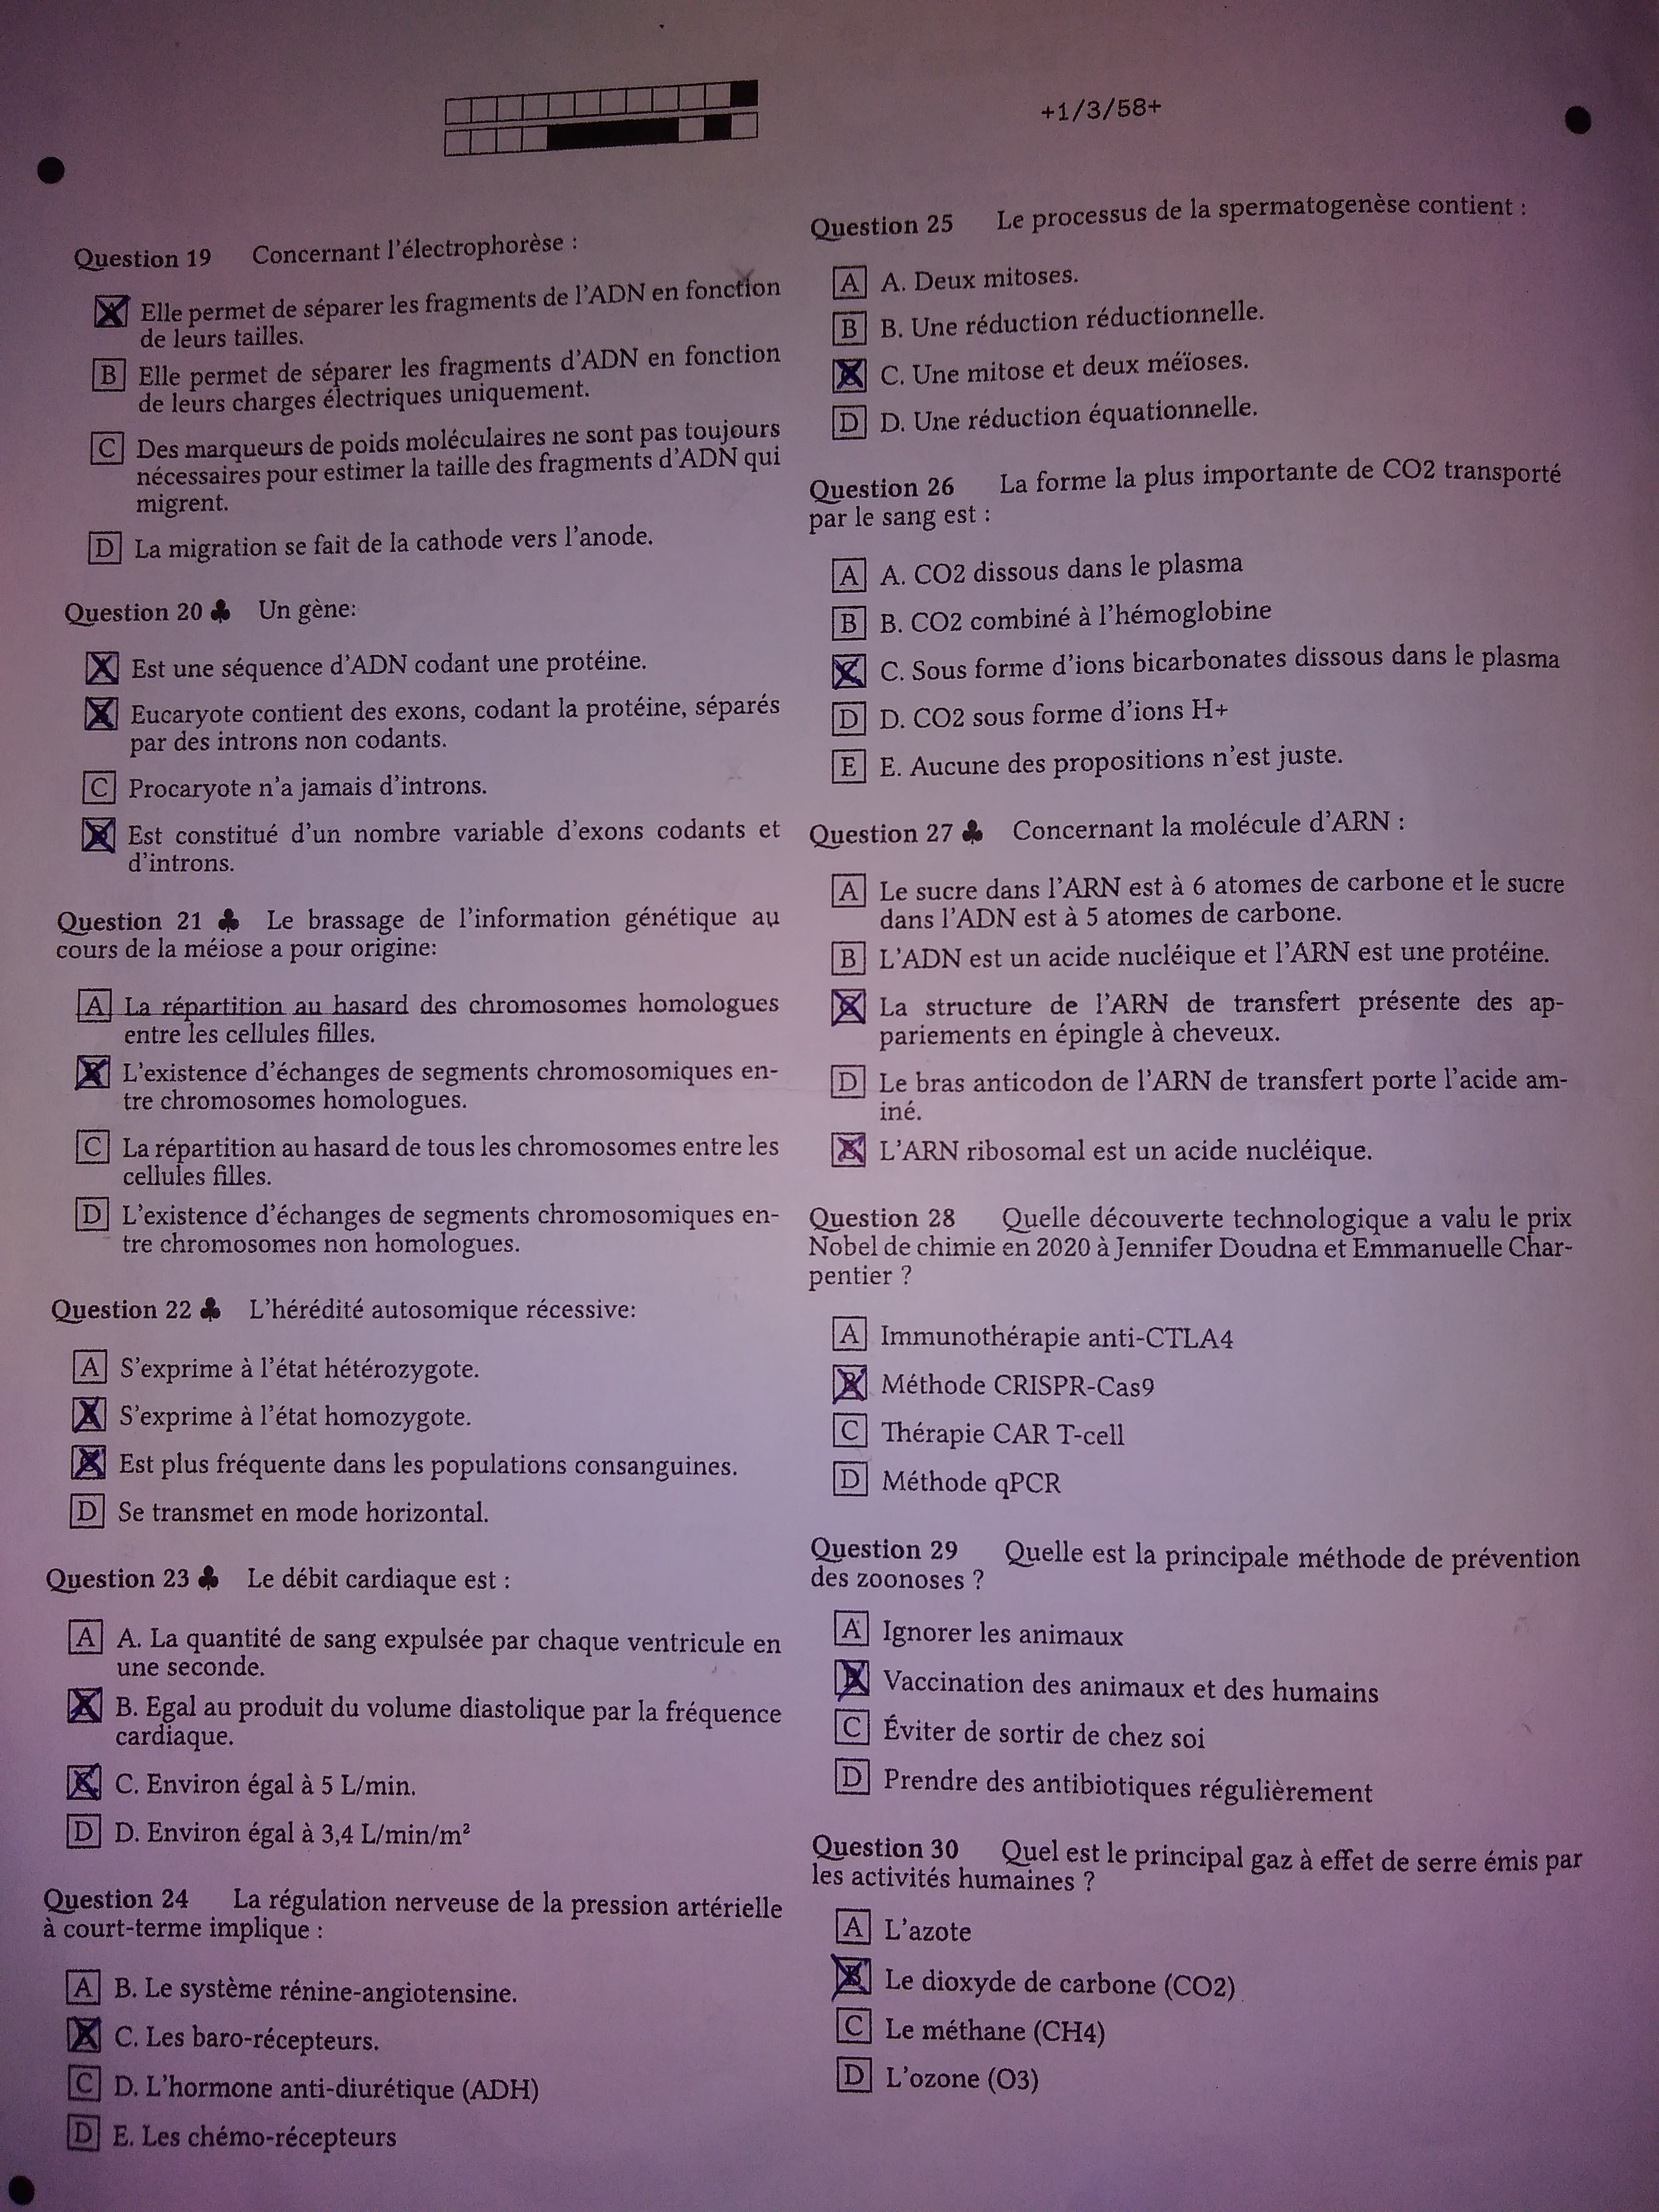 +1/3/58+
Question 19 Concernant l'électrophorèse :
A Elle permet de séparer les fragments de l'ADN en fonction
de leurs tailles.
B Elle permet de séparer les fragments d'ADN en fonction
de leurs charges électriques uniquement.
C Des marqueurs de poids moléculaires ne sont pas toujours
nécessaires pour estimer la taille des fragments d'ADN qui
migrent.
D La migration se fait de la cathode vers l'anode.
Question 20 ♣ Un gène:
A Est une séquence d'ADN codant une protéine.
B Eucaryote contient des exons, codant la protéine, séparés
par des introns non codants.
C Procaryote n'a jamais d'introns.
D Est constitué d'un nombre variable d'exons codants et
d'introns.
Question 21 ♣ Le brassage de l'information génétique au
cours de la méiose a pour origine:
A La répartition au hasard des chromosomes homologues
entre les cellules filles.
B L'existence d'échanges de segments chromosomiques en-
tre chromosomes homologues.
C La répartition au hasard de tous les chromosomes entre les
cellules filles.
D L'existence d'échanges de segments chromosomiques en-
tre chromosomes non homologues.
Question 22 ♣ L'hérédité autosomique récessive:
A S'exprime à l'état hétérozygote.
B S'exprime à l'état homozygote.
C Est plus fréquente dans les populations consanguines.
D Se transmet en mode horizontal.
Question 23 ♣ Le débit cardiaque est :
A A. La quantité de sang expulsée par chaque ventricule en
une seconde.
B B. Egal au produit du volume diastolique par la fréquence
cardiaque.
C C. Environ égal à 5 L/min.
D D. Environ égal à 3,4 L/min/m²
Question 24 La régulation nerveuse de la pression artérielle
à court-terme implique :
A B. Le système rénine-angiotensine.
B C. Les baro-récepteurs.
C D. L'hormone anti-diurétique (ADH)
D E. Les chémo-récepteurs
Question 25 Le processus de la spermatogenèse contient :
A A. Deux mitoses.
B B. Une réduction réductionnelle.
C C. Une mitose et deux méïoses.
D D. Une réduction équationnelle.
Question 26 La forme la plus importante de CO2 transporté
par le sang est :
A A. CO2 dissous dans le plasma
B B. CO2 combiné à l'hémoglobine
C C. Sous forme d'ions bicarbonates dissous dans le plasma
D D. CO2 sous forme d'ions H+
E E. Aucune des propositions n'est juste.
Question 27 ♣ Concernant la molécule d'ARN :
A Le sucre dans l'ARN est à 6 atomes de carbone et le sucre
dans l'ADN est à 5 atomes de carbone.
B L'ADN est un acide nucléique et l'ARN est une protéine.
C La structure de l'ARN de transfert présente des ap-
pariements en épingle à cheveux.
D Le bras anticodon de l'ARN de transfert porte l'acide am-
iné.
E L'ARN ribosomal est un acide nucléique.
Question 28 Quelle découverte technologique a valu le prix
Nobel de chimie en 2020 à Jennifer Doudna et Emmanuelle Char-
pentier ?
A Immunothérapie anti-CTLA4
B Méthode CRISPR-Cas9
C Thérapie CAR T-cell
D Méthode qPCR
Question 29 Quelle est la principale méthode de prévention
des zoonoses ?
A Ignorer les animaux
B Vaccination des animaux et des humains
C Éviter de sortir de chez soi
D Prendre des antibiotiques régulièrement
Question 30 Quel est le principal gaz à effet de serre émis par
les activités humaines ?
A L'azote
B Le dioxyde de carbone (CO2)
C Le méthane (CH4)
D L'ozone (O3)